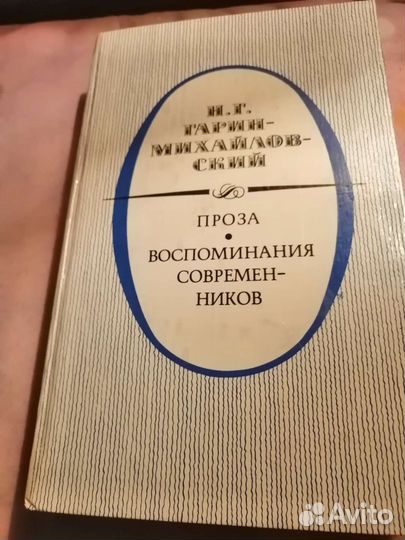 Н.Г.
ГАРИН-
МИХАЙЛОВ-
СКИЙ
ПРОЗА
•
ВОСПОМИНАНИЯ
СОВРЕМЕН-
НИКОВ
Avito